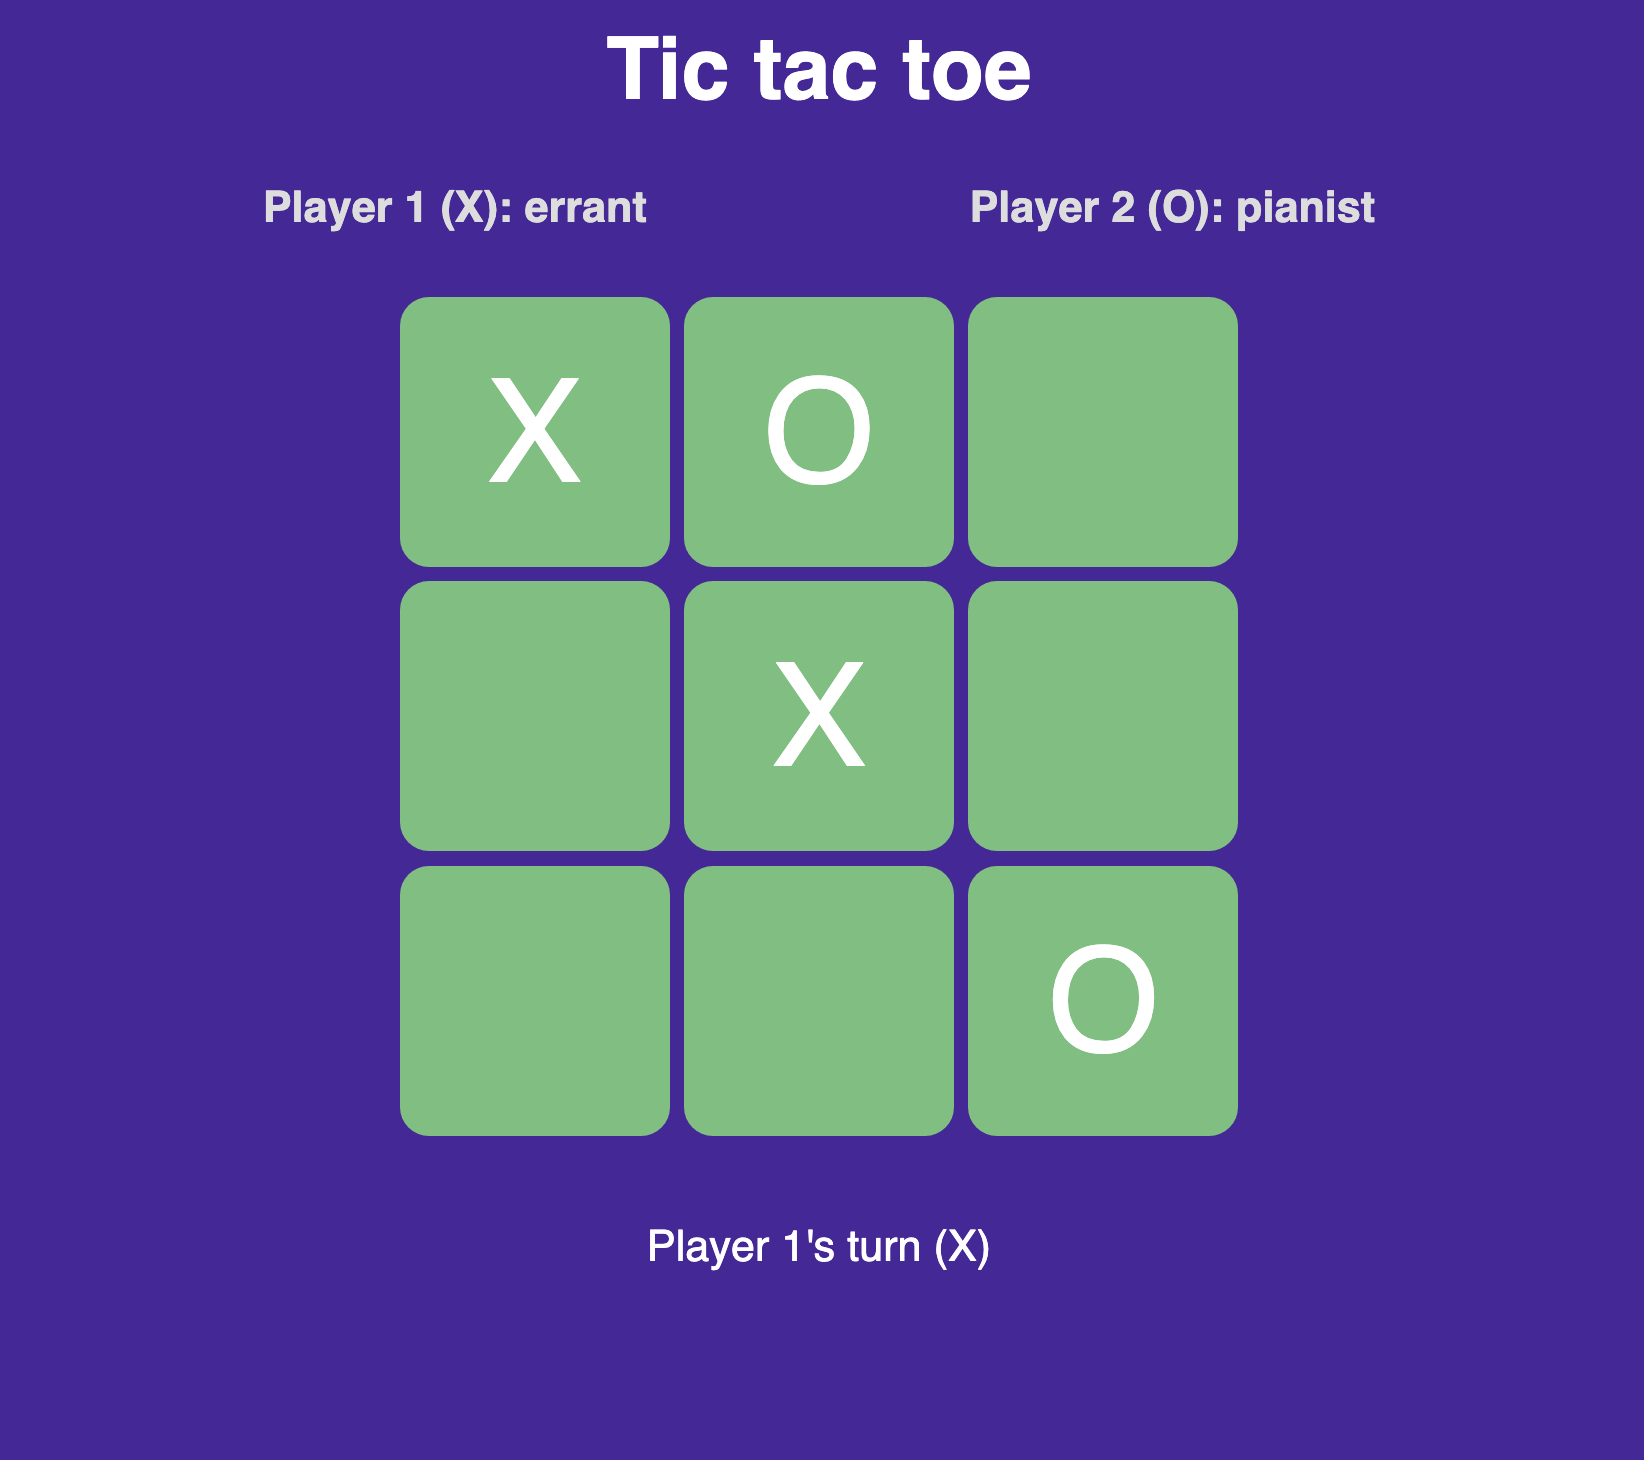 Tic tac toe
Player 1 (X): errant
Player 2 (O): pianist
X O
X
O
Player 1's turn (X)